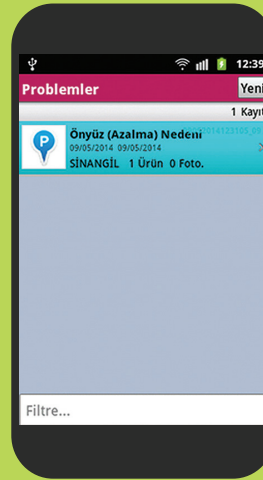 12:39
Problemler
Yeni
1 Kayıt
P
Önyüz (Azalma) Nedeni
09/05/2014 09/05/2014
SİNANGİL 1 Ürün 0 Foto.
Filtre...